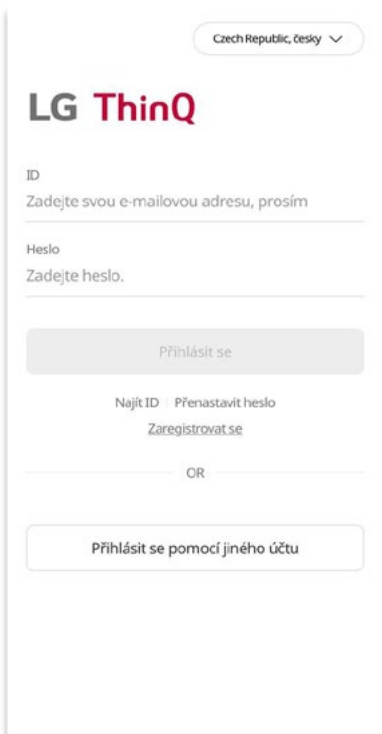 Czech Republic, česky
LG ThinQ
ID
Zadejte svou e-mailovou adresu, prosím
Heslo
Zadejte heslo.
Přihlásit se
Najít ID Přenastavit heslo
Zaregistrovat se
OR
Přihlásit se pomocí jiného účtu